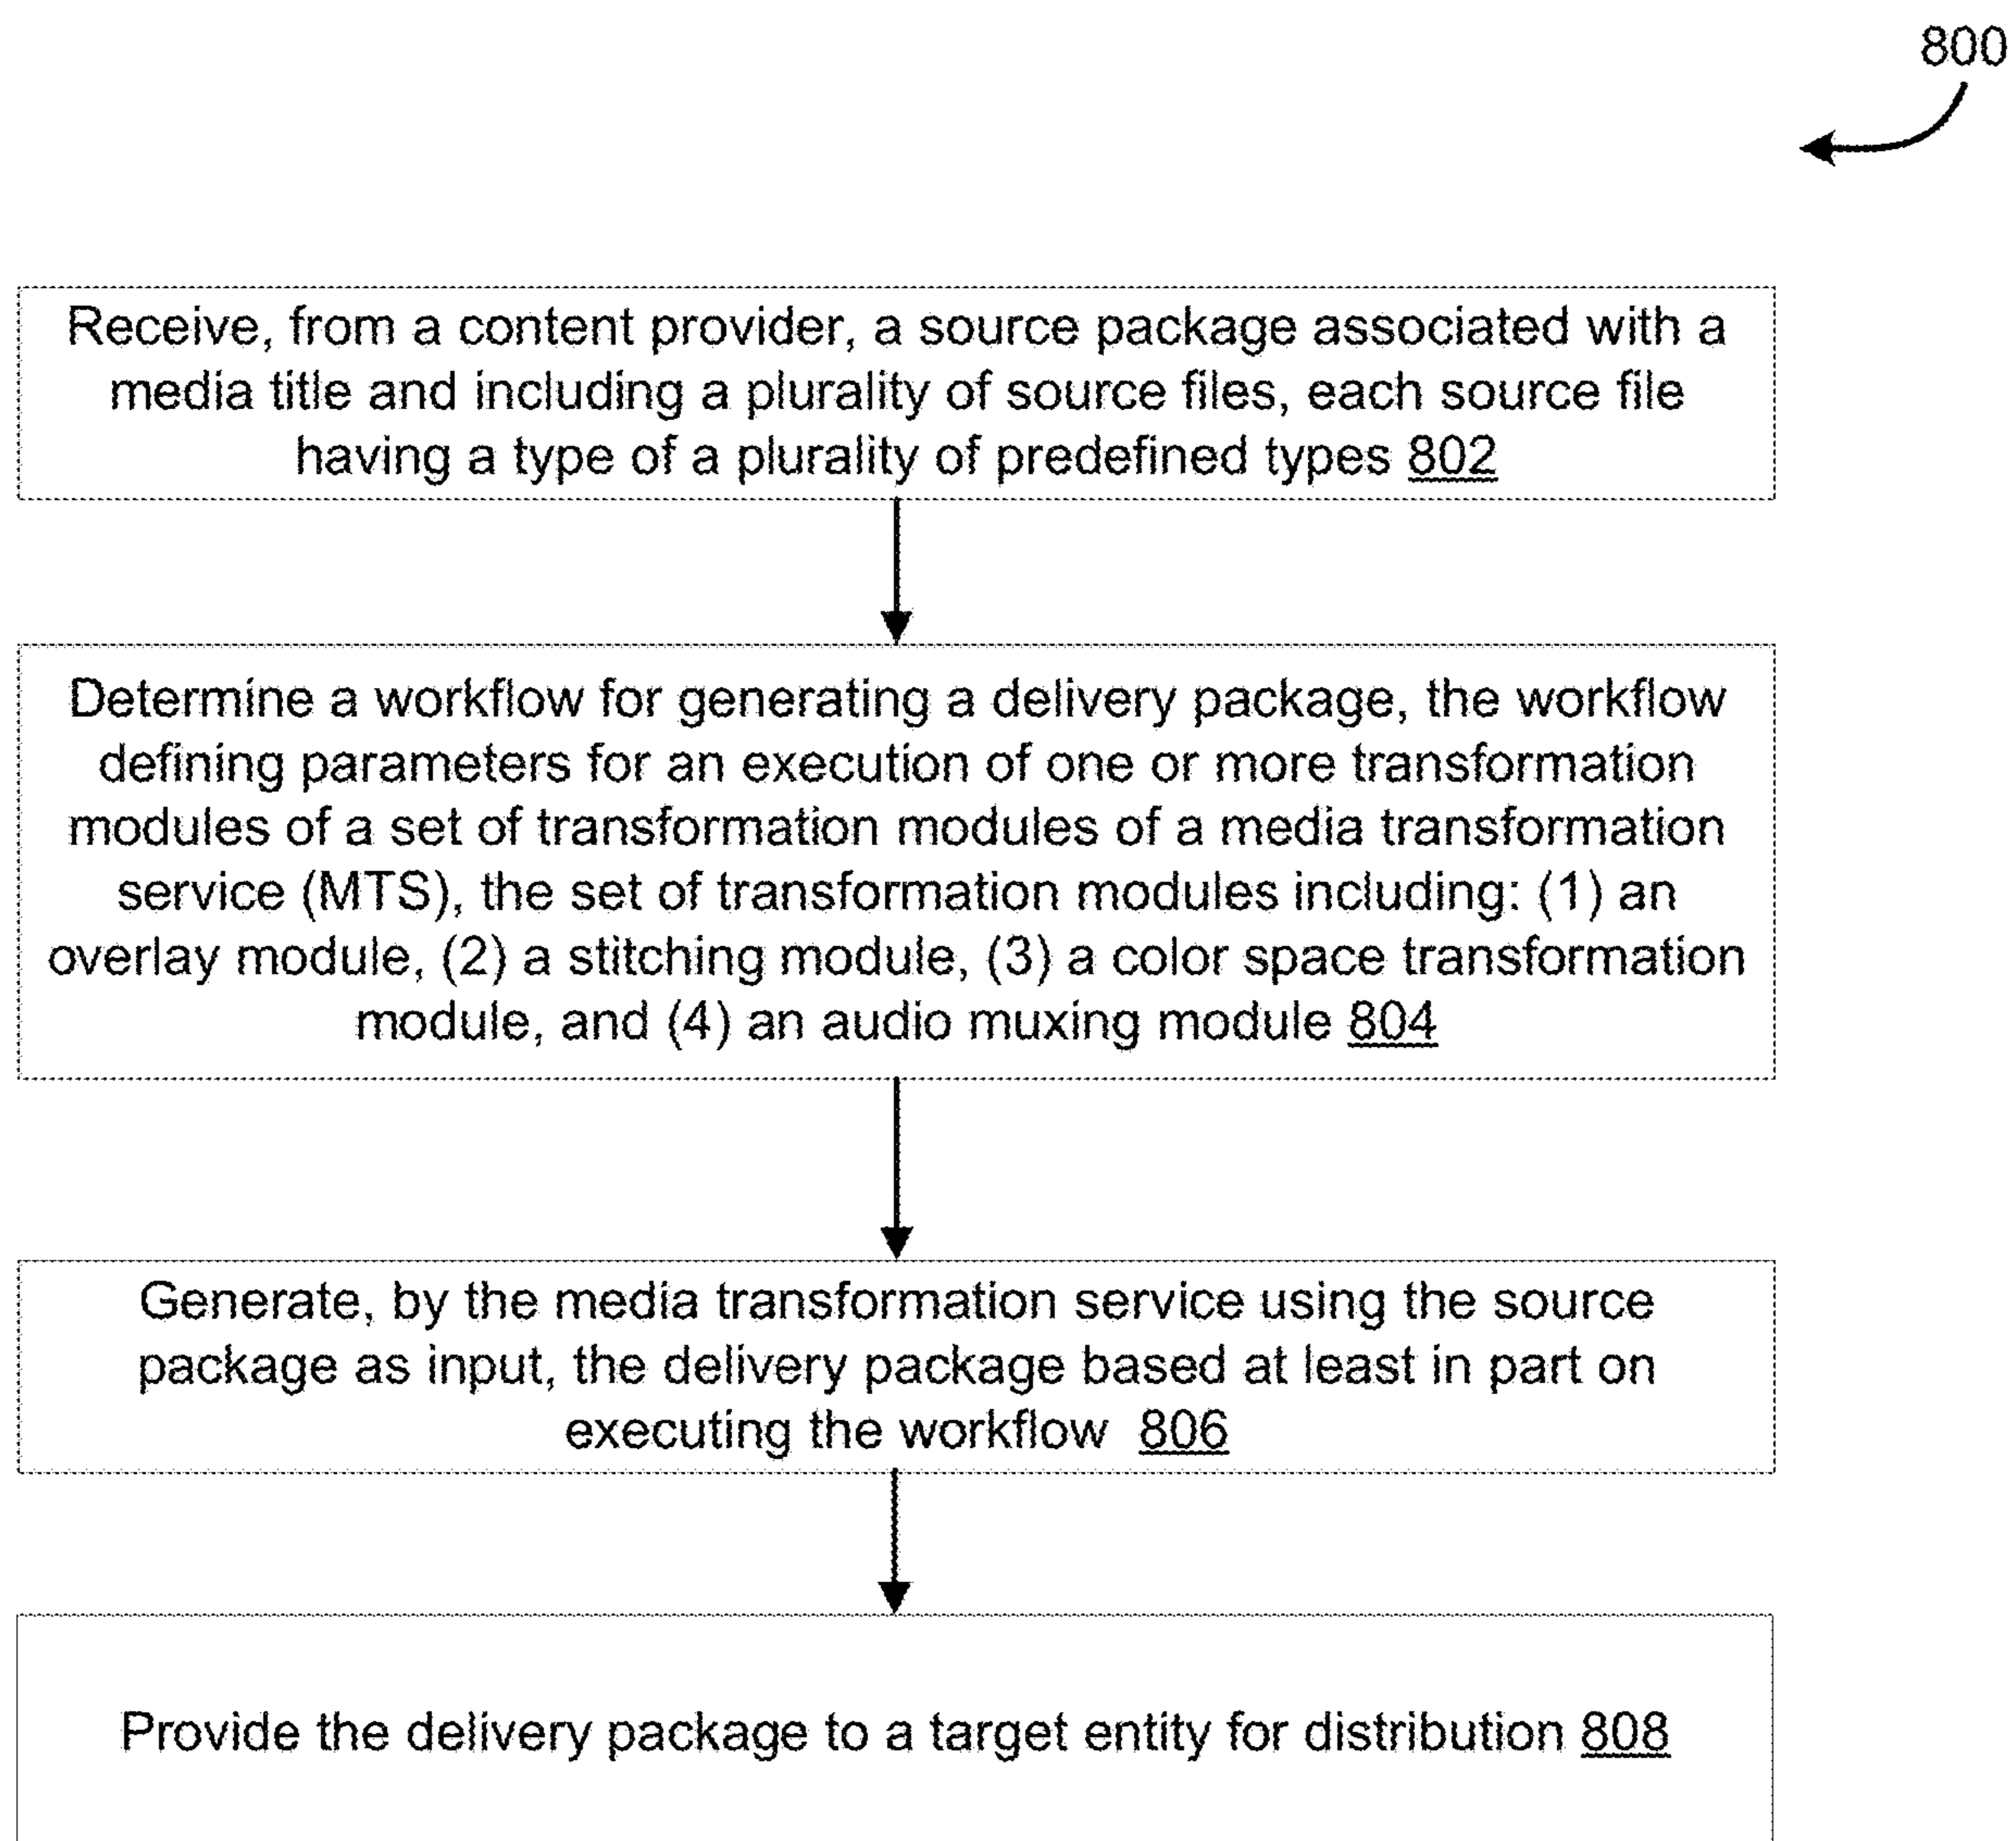 800
Receive, from a content provider, a source package associated with a
media title and including a plurality of source files, each source file
having a type of a plurality of predefined types 802
Determine a workflow for generating a delivery package, the workflow
defining parameters for an execution of one or more transformation
modules of a set of transformation modules of a media transformation
service (MTS), the set of transformation modules including: (1) an
overlay module, (2) a stitching module, (3) a color space transformation
module, and (4) an audio muxing module 804
Generate, by the media transformation service using the source
package as input, the delivery package based at least in part on
executing the workflow 806
Provide the delivery package to a target entity for distribution 808